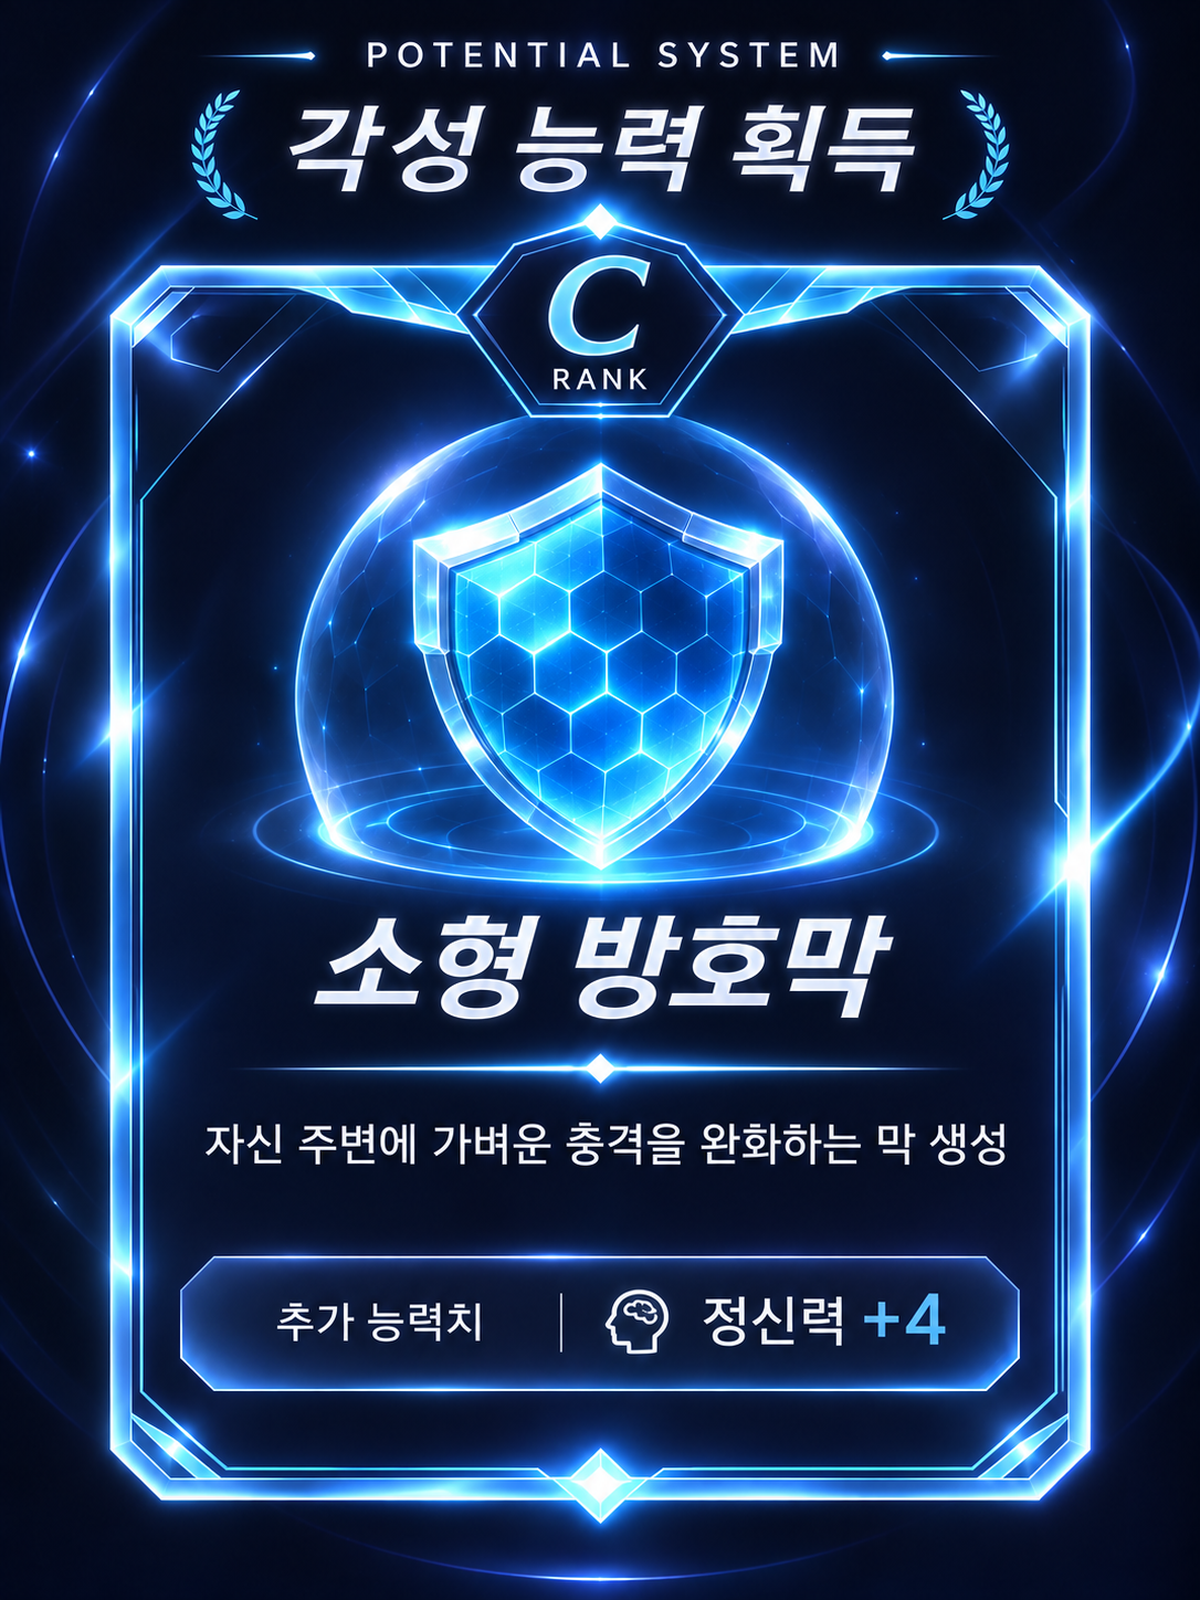 POTENTIAL SYSTEM
각성 능력 획득
C
RANK
소형 방호막
자신 주변에 가벼운 충격을 완화하는 막 생성
추가 능력치 정신력 +4